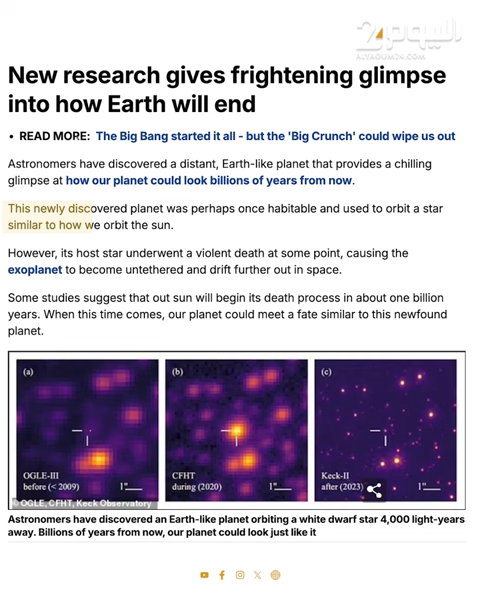 اليوم 24
ALYAOUM24.COM
New research gives frightening glimpse
into how Earth will end
• READ MORE: The Big Bang started it all - but the 'Big Crunch' could wipe us out
Astronomers have discovered a distant, Earth-like planet that provides a chilling
glimpse at how our planet could look billions of years from now.
This newly discovered planet was perhaps once habitable and used to orbit a star
similar to how we orbit the sun.
However, its host star underwent a violent death at some point, causing the
exoplanet to become untethered and drift further out in space.
Some studies suggest that out sun will begin its death process in about one billion
years. When this time comes, our planet could meet a fate similar to this newfound
planet.
(a)
OGLE-III
before (< 2009)
1"
(b)
CFHT
during (2020)
1"
(c)
Keck-II
after (2023)
1"
© OGLE, CFHT, Keck Observatory
Astronomers have discovered an Earth-like planet orbiting a white dwarf star 4,000 light-years
away. Billions of years from now, our planet could look just like it